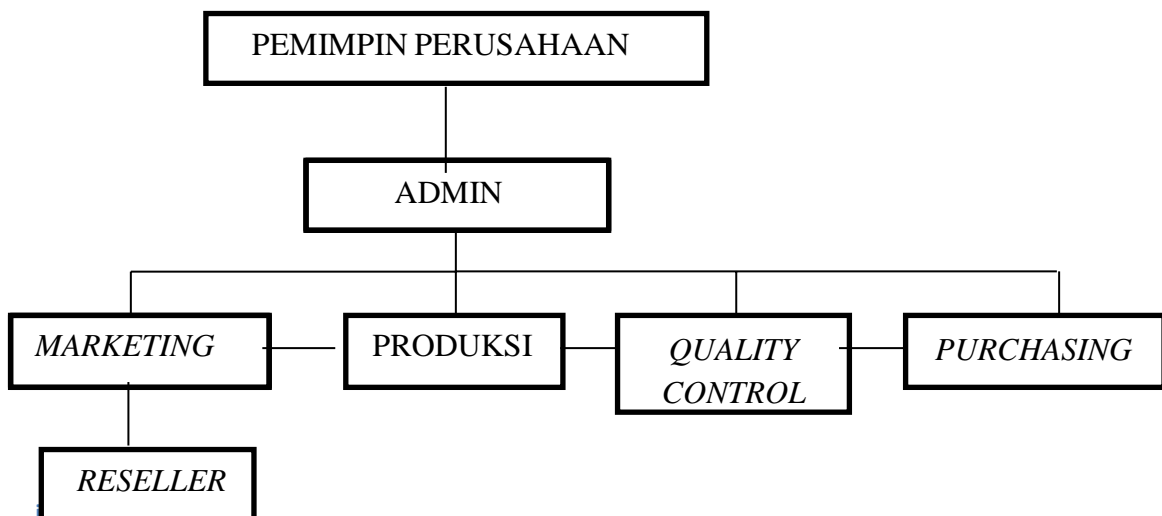 PEMIMPIN PERUSAHAAN
ADMIN
MARKETING
PRODUKSI
QUALITY
CONTROL
PURCHASING
RESELLER